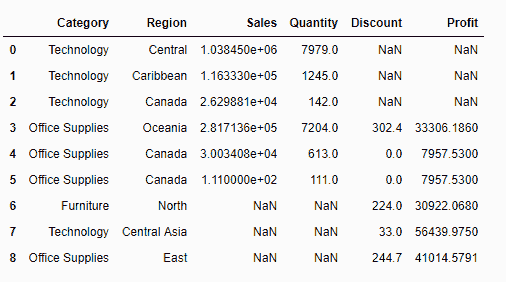 Category Region Sales Quantity Discount Profit
0 Technology Central 1.038450e+06 7979.0 NaN NaN
1 Technology Caribbean 1.163330e+05 1245.0 NaN NaN
2 Technology Canada 2.629881e+04 142.0 NaN NaN
3 Office Supplies Oceania 2.817136e+05 7204.0 302.4 33306.1860
4 Office Supplies Canada 3.003408e+04 613.0 0.0 7957.5300
5 Office Supplies Canada 1.110000e+02 111.0 0.0 7957.5300
6 Furniture North NaN NaN 224.0 30922.0680
7 Technology Central Asia NaN NaN 33.0 56439.9750
8 Office Supplies East NaN NaN 244.7 41014.5791